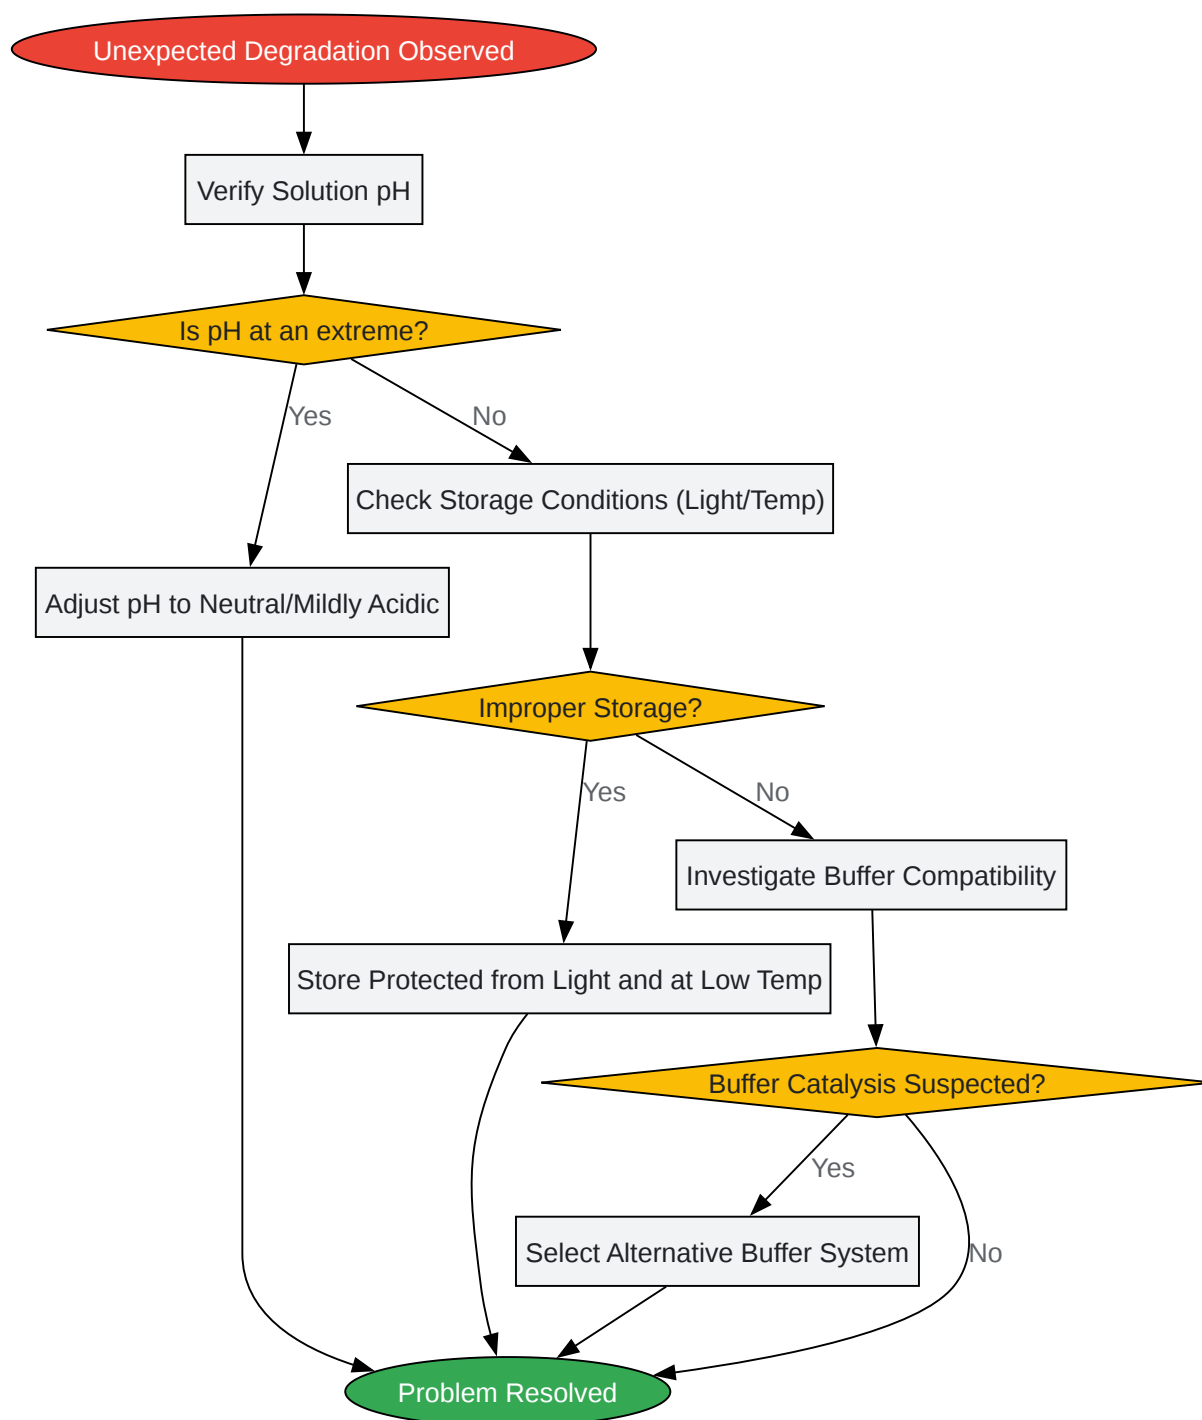 Unexpected Degradation Observed
Verify Solution pH
Is pH at an extreme?
Yes
No
Check Storage Conditions (Light/Temp)
Adjust pH to Neutral/Mildly Acidic
Improper Storage?
Yes
No
Investigate Buffer Compatibility
Store Protected from Light and at Low Temp
Buffer Catalysis Suspected?
Yes
Select Alternative Buffer System
No
Problem Resolved